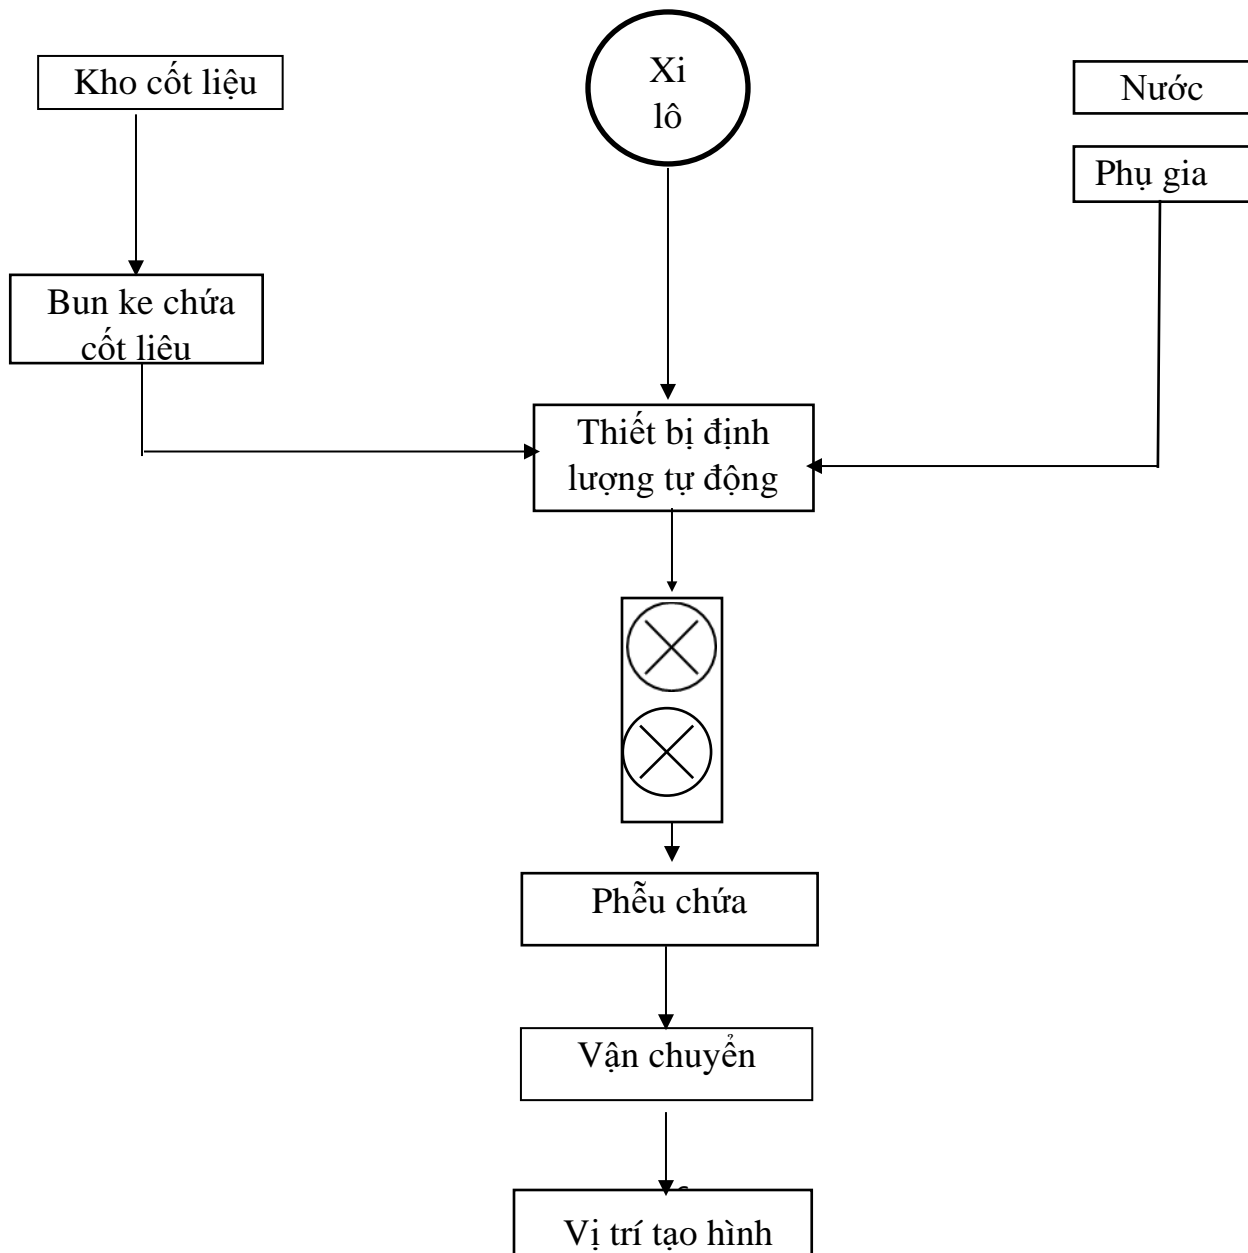 Kho cốt liệu
Xi
lô
Nước
Phụ gia
Bun ke chứa
cốt liêu
Thiết bị định
lượng tự động
Phễu chứa
Vận chuyển
Vị trí tạo hình